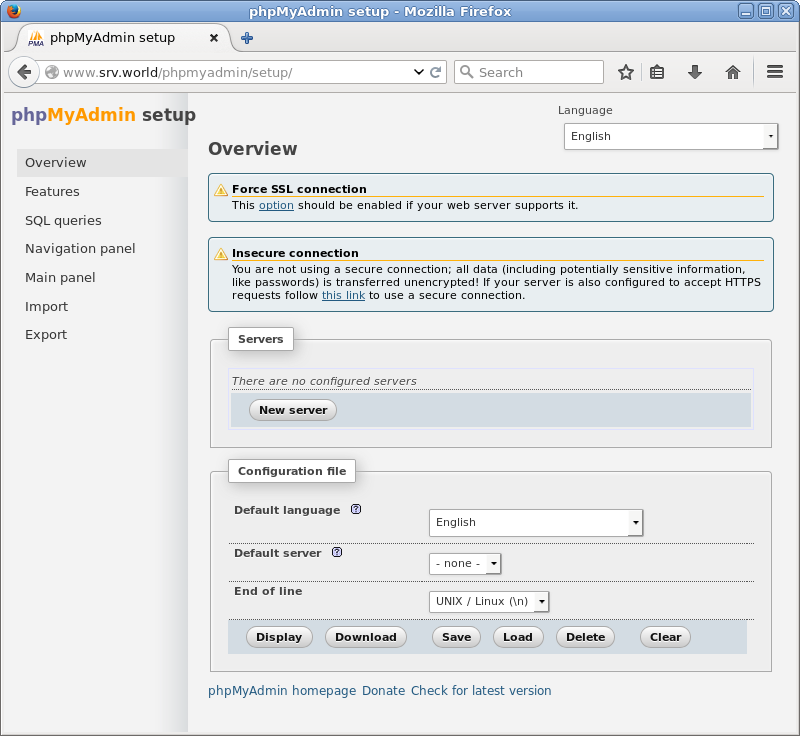 phpMyAdmin setup - Mozilla Firefox
PMA phpMyAdmin setup
www.srv.world/phpmyadmin/setup/
Search
phpMyAdmin setup
Overview
Features
SQL queries
Navigation panel
Main panel
Import
Export
Language
English
Overview
Force SSL connection
This option should be enabled if your web server supports it.
Insecure connection
You are not using a secure connection; all data (including potentially sensitive information,
like passwords) is transferred unencrypted! If your server is also configured to accept HTTPS
requests follow this link to use a secure connection.
Servers
There are no configured servers
New server
Configuration file
Default language
English
Default server
- none -
End of line
UNIX / Linux (\n)
Display Download Save Load Delete Clear
phpMyAdmin homepage Donate Check for latest version